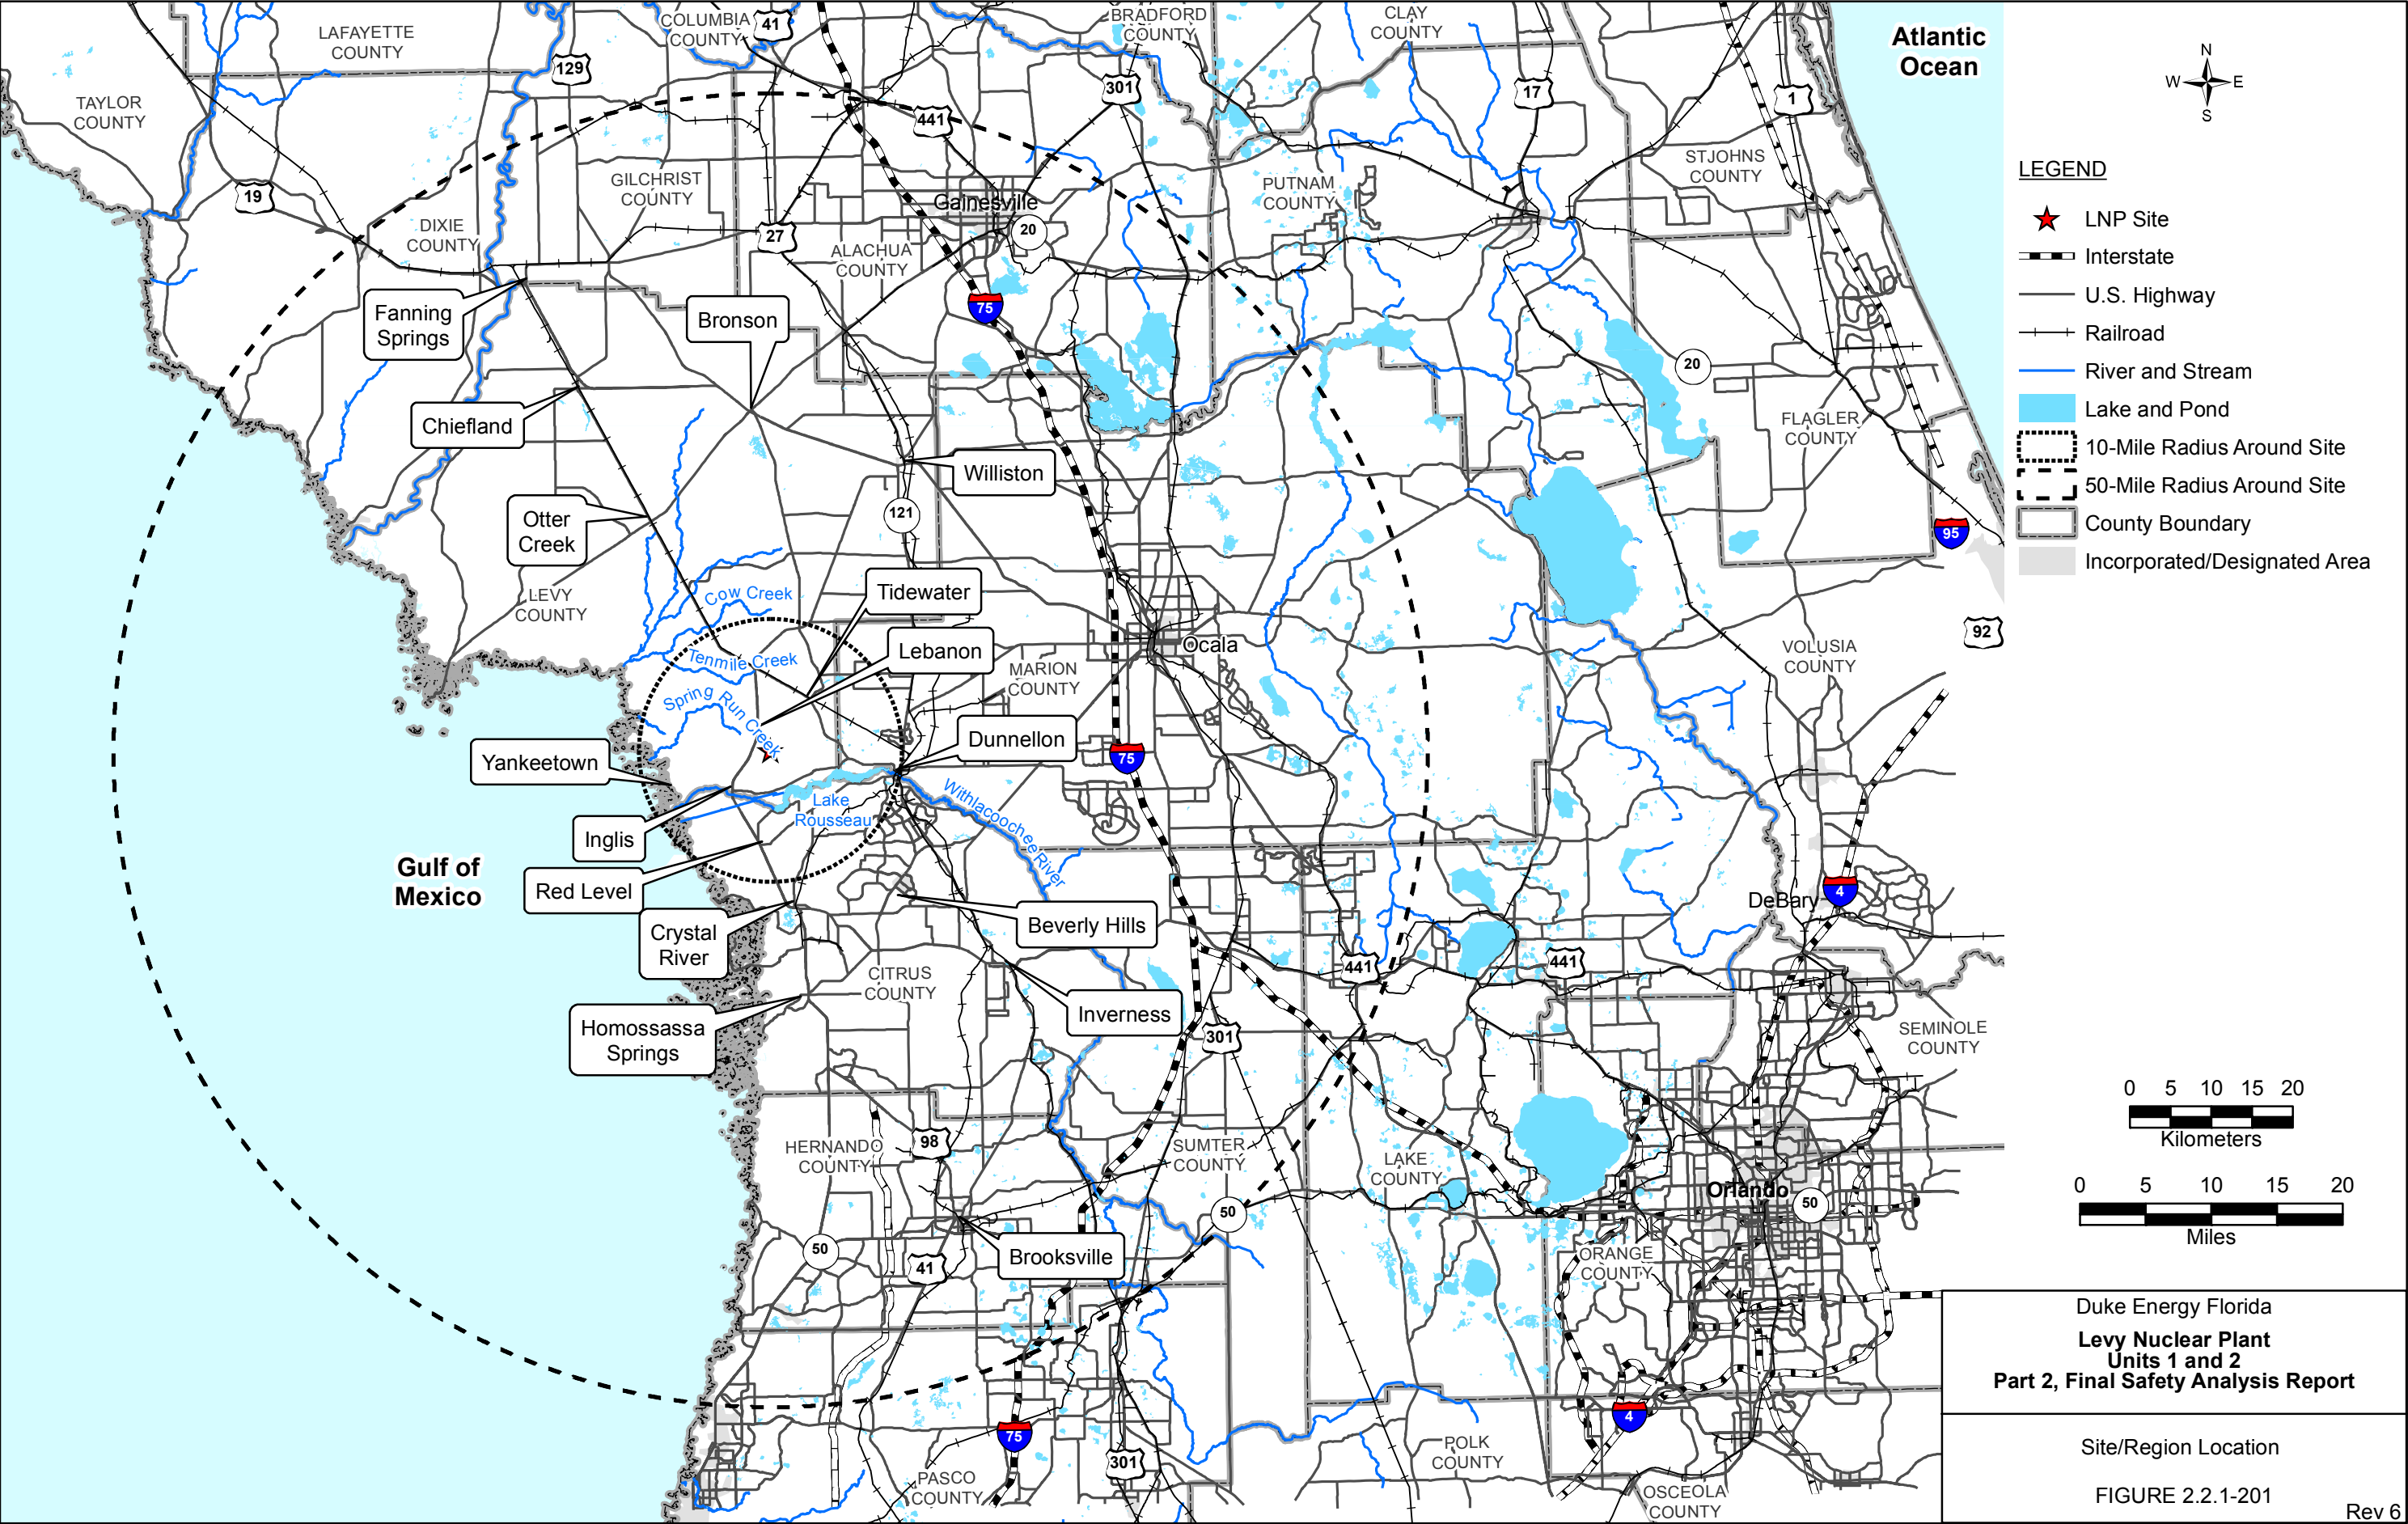 LAFAYETTE
COUNTY
COLUMBIA
COUNTY
41
BRADFORD
COUNTY
CLAY
COUNTY
Atlantic
Ocean
129
TAYLOR
COUNTY
301
17
1
441
19
GILCHRIST
COUNTY
DIXIE
COUNTY
PUTNAM
COUNTY
STJOHNS
COUNTY
Gainesville
20
27
ALACHUA
COUNTY
75
Fanning
Springs
Bronson
20
Chiefland
FLAGLER
COUNTY
Williston
Otter
Creek
121
95
LEVY
COUNTY
Cow Creek
Tidewater
92
Tenmile Creek
Lebanon
Ocala
MARION
COUNTY
VOLUSIA
COUNTY
Spring Run Creek
Dunnellon
Yankeetown
75
Lake
Rousseau
Withlacoochee River
Inglis
Gulf of
Mexico
Red Level
4
DeBary
Crystal
River
Beverly Hills
441
441
CITRUS
COUNTY
Inverness
Homossassa
Springs
301
SEMINOLE
COUNTY
98
HERNANDO
COUNTY
SUMTER
COUNTY
LAKE
COUNTY
Orlando
50
50
50
Brooksville
41
ORANGE
COUNTY
75
4
301
POLK
COUNTY
PASCO
COUNTY
OSCEOLA
COUNTY
N
W E
S
LEGEND
LNP Site
Interstate
U.S. Highway
Railroad
River and Stream
Lake and Pond
10-Mile Radius Around Site
50-Mile Radius Around Site
County Boundary
Incorporated/Designated Area
0 5 10 15 20
Kilometers
0 5 10 15 20
Miles
Duke Energy Florida
Levy Nuclear Plant
Units 1 and 2
Part 2, Final Safety Analysis Report
Site/Region Location
FIGURE 2.2.1-201
Rev 6